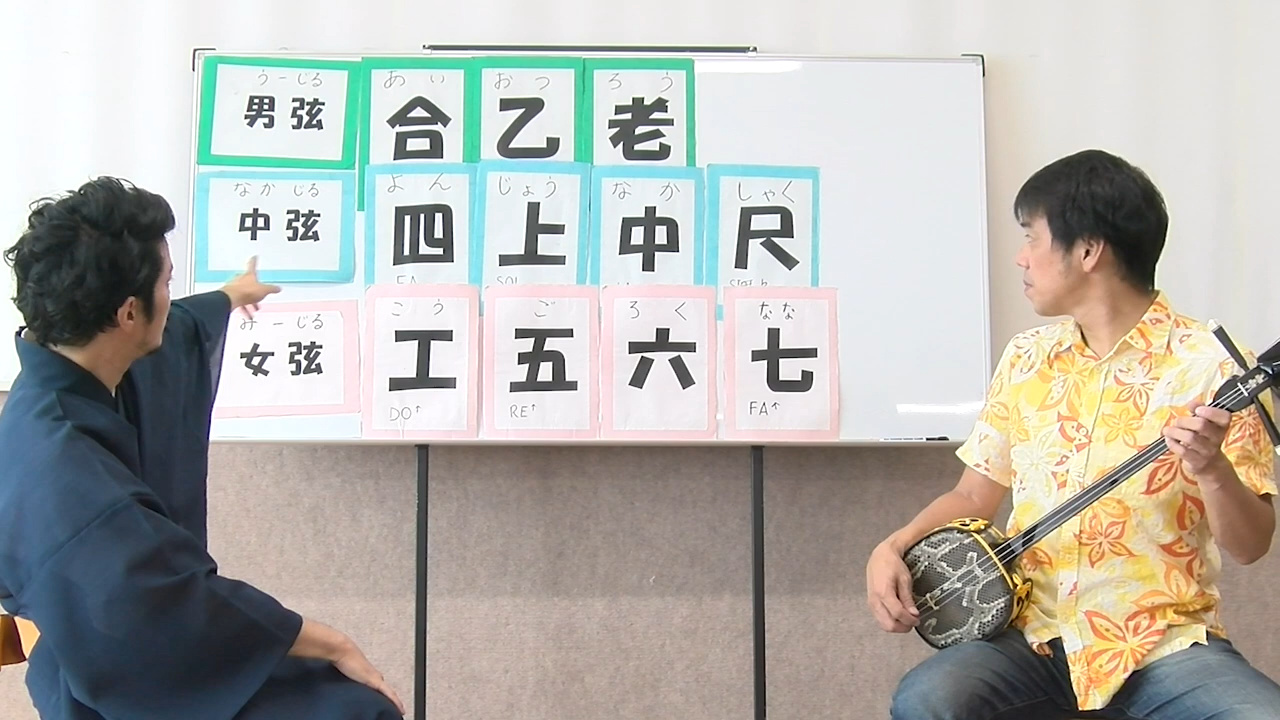 うーじる
男弦
あい
合
おつ
乙
ろう
老
なかじる
中弦
よん
四
じょう
上
SOL
なか
中
しゃく
尺
みーじる
女弦
こう
工
DO↑
ご
五
RE↑
ろく
六
なな
七
FA↑